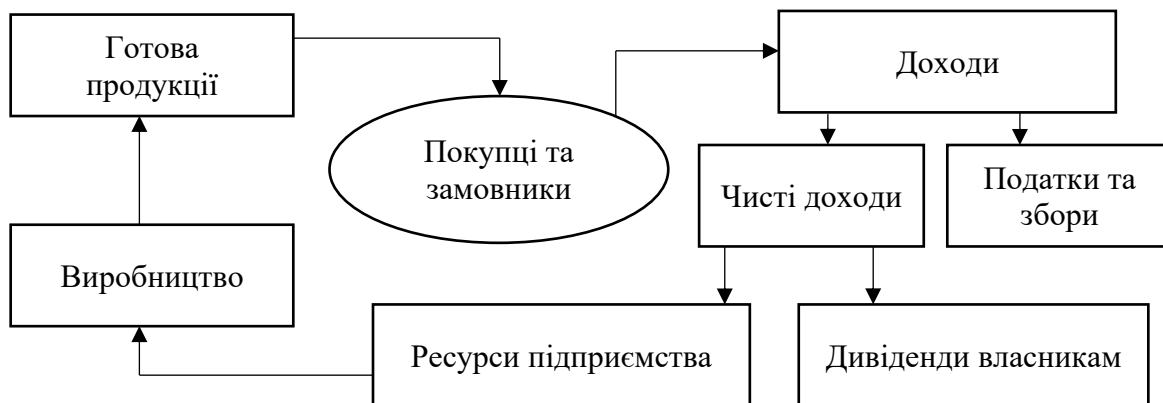 Готова
продукції
Доходи
Покупці та
замовники
Чисті доходи
Податки та
збори
Виробництво
Ресурси підприємства
Дивіденди власникам